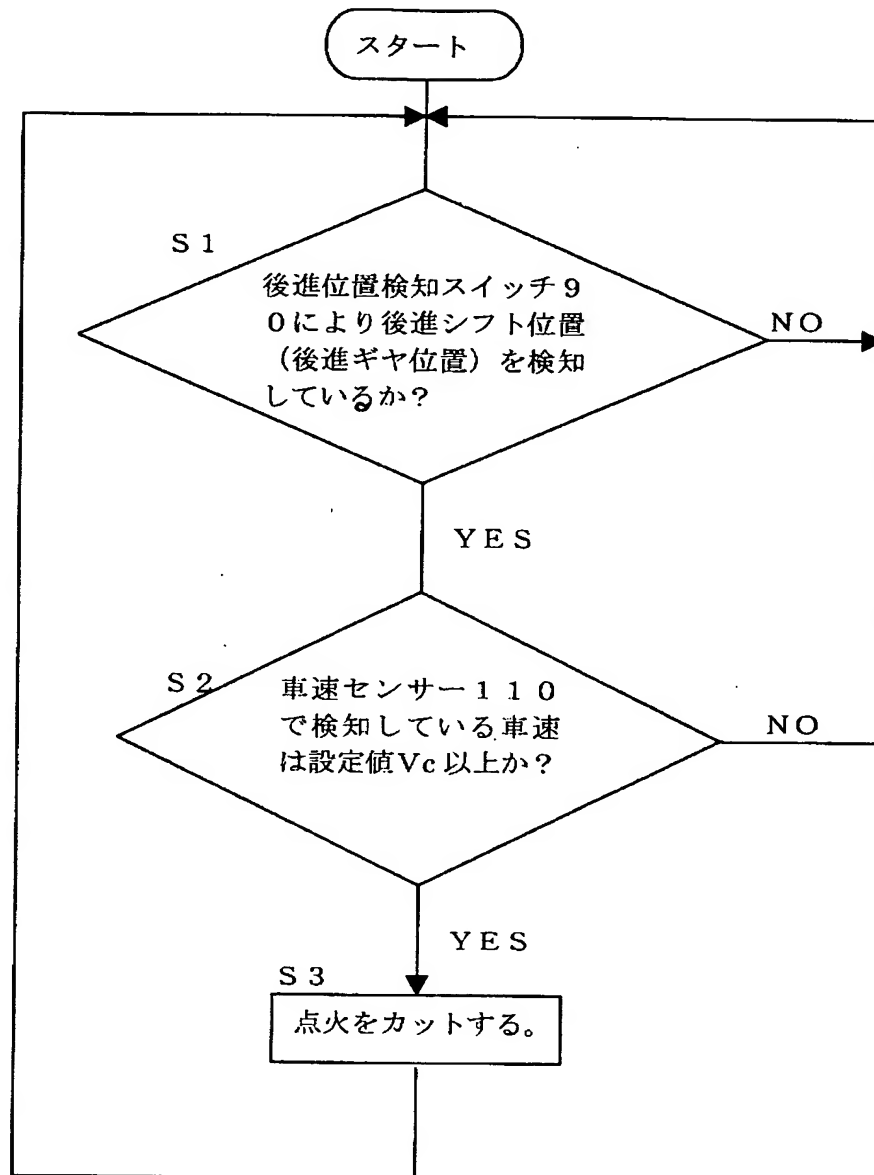 スタート
S1
後進位置検知スイッチ9
0により後進シフト位置
(後進ギヤ位置)を検知
しているか?
NO
YES
S2
車速センサー110
で検知している車速
は設定値Vc以上か?
NO
YES
S3
点火をカットする。